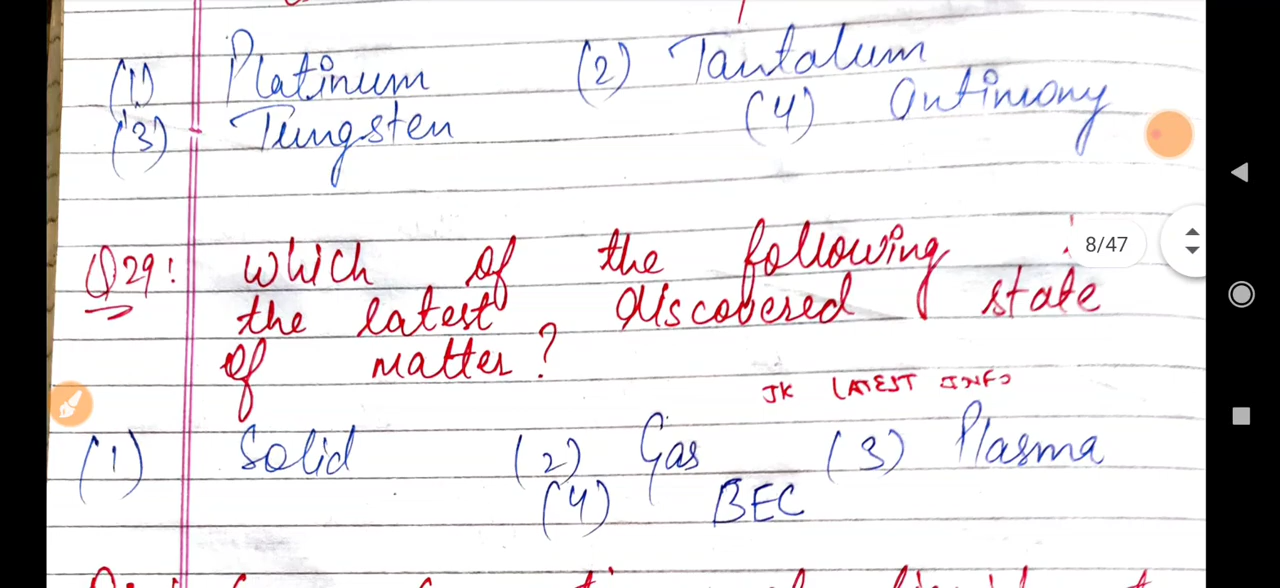 (1) Platinum (2) Tantalum
(3) Tungsten (4) Antimony
8/47
Q29: Which of the following
the latest discovered state
of matter?
JK LATEST INFO
(1) Solid (2) Gas (3) Plasma
(4) BEC